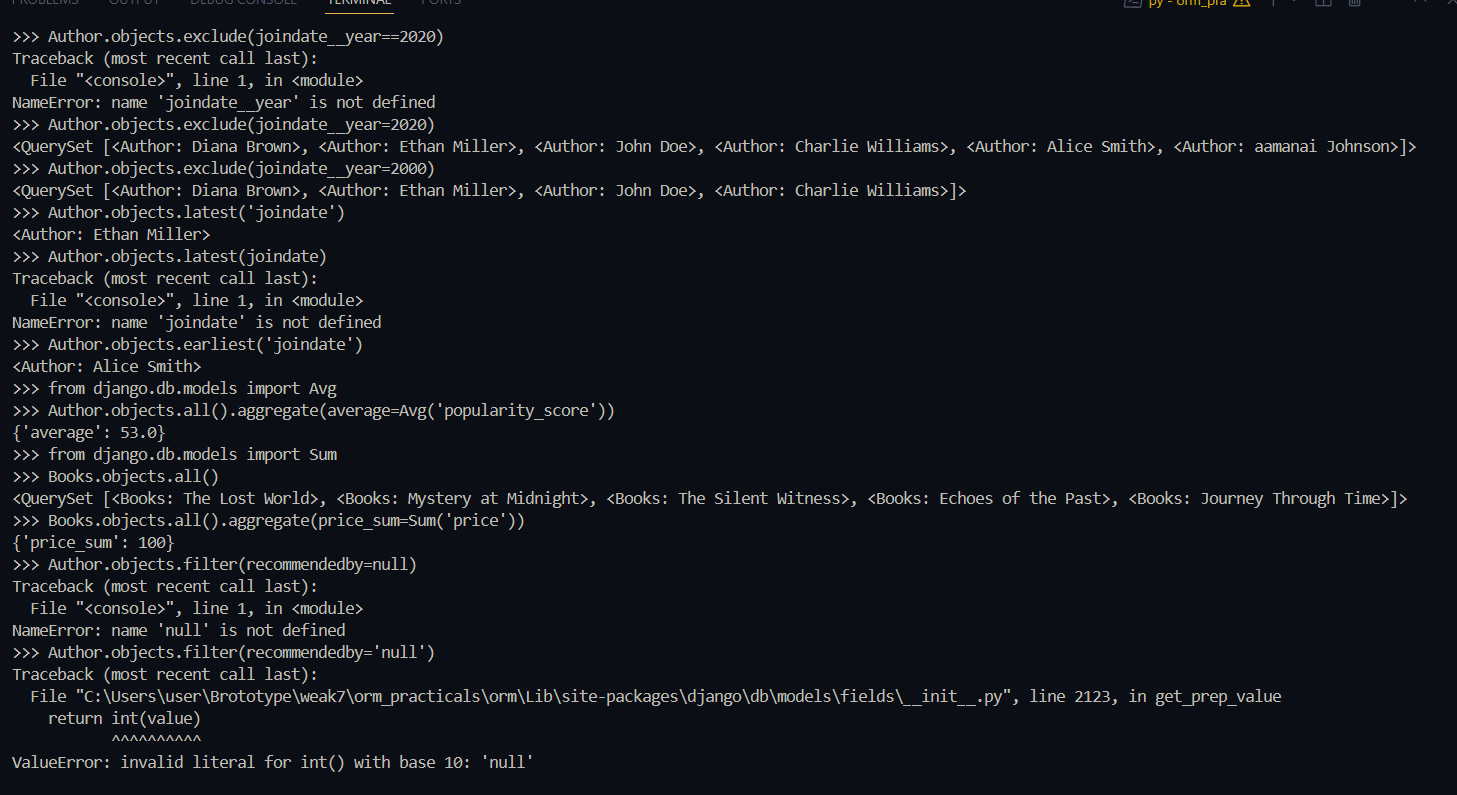 PROBLEMS OUTPUT DEBUG CONSOLE TERMINAL PORTS py - orm_pra
>>> Author.objects.exclude(joindate__year==2020)
Traceback (most recent call last):
  File "<console>", line 1, in <module>
NameError: name 'joindate__year' is not defined
>>> Author.objects.exclude(joindate__year=2020)
<QuerySet [<Author: Diana Brown>, <Author: Ethan Miller>, <Author: John Doe>, <Author: Charlie Williams>, <Author: Alice Smith>, <Author: aamanai Johnson>]>
>>> Author.objects.exclude(joindate__year=2000)
<QuerySet [<Author: Diana Brown>, <Author: Ethan Miller>, <Author: John Doe>, <Author: Charlie Williams>]>
>>> Author.objects.latest('joindate')
<Author: Ethan Miller>
>>> Author.objects.latest(joindate)
Traceback (most recent call last):
  File "<console>", line 1, in <module>
NameError: name 'joindate' is not defined
>>> Author.objects.earliest('joindate')
<Author: Alice Smith>
>>> from django.db.models import Avg
>>> Author.objects.all().aggregate(average=Avg('popularity_score'))
{'average': 53.0}
>>> from django.db.models import Sum
>>> Books.objects.all()
<QuerySet [<Books: The Lost World>, <Books: Mystery at Midnight>, <Books: The Silent Witness>, <Books: Echoes of the Past>, <Books: Journey Through Time>]>
>>> Books.objects.all().aggregate(price_sum=Sum('price'))
{'price_sum': 100}
>>> Author.objects.filter(recommendedby=null)
Traceback (most recent call last):
  File "<console>", line 1, in <module>
NameError: name 'null' is not defined
>>> Author.objects.filter(recommendedby='null')
Traceback (most recent call last):
  File "C:\Users\user\Brototype\weak7\orm_practicals\orm\Lib\site-packages\django\db\models\fields\__init__.py", line 2123, in get_prep_value
    return int(value)
           ^^^^^^^^^^
ValueError: invalid literal for int() with base 10: 'null'